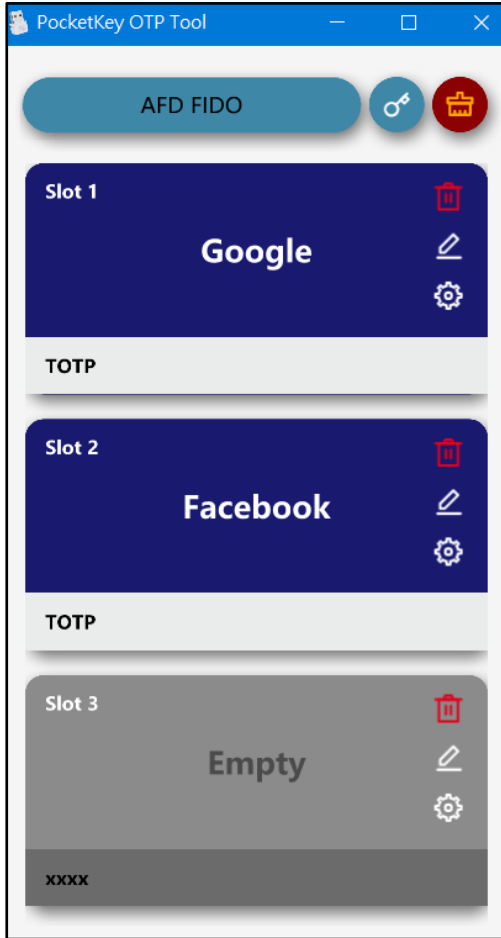 PocketKey OTP Tool
AFD FIDO
Slot 1
Google
TOTP
Slot 2
Facebook
TOTP
Slot 3
Empty
xxxx